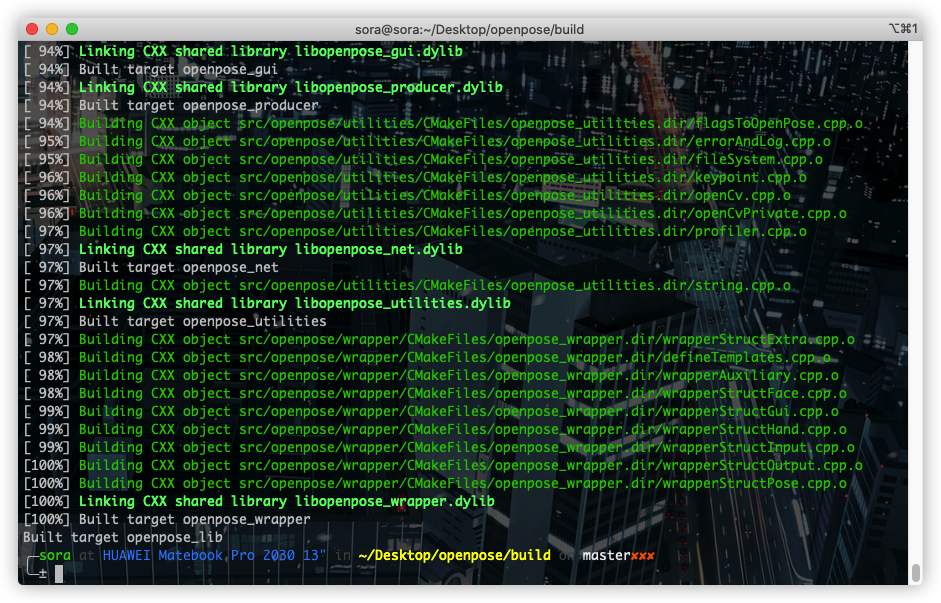 sora@sora:~/Desktop/openpose/build ⌥⌘1
[ 94%] Linking CXX shared library libopenpose_gui.dylib
[ 94%] Built target openpose_gui
[ 94%] Linking CXX shared library libopenpose_producer.dylib
[ 94%] Built target openpose_producer
[ 94%] Building CXX object src/openpose/utilities/CMakeFiles/openpose_utilities.dir/flagsToOpenPose.cpp.o
[ 95%] Building CXX object src/openpose/utilities/CMakeFiles/openpose_utilities.dir/errorAndLog.cpp.o
[ 95%] Building CXX object src/openpose/utilities/CMakeFiles/openpose_utilities.dir/fileSystem.cpp.o
[ 96%] Building CXX object src/openpose/utilities/CMakeFiles/openpose_utilities.dir/keypoint.cpp.o
[ 96%] Building CXX object src/openpose/utilities/CMakeFiles/openpose_utilities.dir/openCv.cpp.o
[ 96%] Building CXX object src/openpose/utilities/CMakeFiles/openpose_utilities.dir/openCvPrivate.cpp.o
[ 97%] Building CXX object src/openpose/utilities/CMakeFiles/openpose_utilities.dir/profiler.cpp.o
[ 97%] Linking CXX shared library libopenpose_net.dylib
[ 97%] Built target openpose_net
[ 97%] Building CXX object src/openpose/utilities/CMakeFiles/openpose_utilities.dir/string.cpp.o
[ 97%] Linking CXX shared library libopenpose_utilities.dylib
[ 97%] Built target openpose_utilities
[ 97%] Building CXX object src/openpose/wrapper/CMakeFiles/openpose_wrapper.dir/wrapperStructExtra.cpp.o
[ 98%] Building CXX object src/openpose/wrapper/CMakeFiles/openpose_wrapper.dir/defineTemplates.cpp.o
[ 98%] Building CXX object src/openpose/wrapper/CMakeFiles/openpose_wrapper.dir/wrapperAuxiliary.cpp.o
[ 98%] Building CXX object src/openpose/wrapper/CMakeFiles/openpose_wrapper.dir/wrapperStructFace.cpp.o
[ 99%] Building CXX object src/openpose/wrapper/CMakeFiles/openpose_wrapper.dir/wrapperStructGui.cpp.o
[ 99%] Building CXX object src/openpose/wrapper/CMakeFiles/openpose_wrapper.dir/wrapperStructHand.cpp.o
[ 99%] Building CXX object src/openpose/wrapper/CMakeFiles/openpose_wrapper.dir/wrapperStructInput.cpp.o
[100%] Building CXX object src/openpose/wrapper/CMakeFiles/openpose_wrapper.dir/wrapperStructOutput.cpp.o
[100%] Building CXX object src/openpose/wrapper/CMakeFiles/openpose_wrapper.dir/wrapperStructPose.cpp.o
[100%] Linking CXX shared library libopenpose_wrapper.dylib
[100%] Built target openpose_wrapper
Built target openpose_lib
╭─sora at HUAWEI Matebook Pro 2030 13" in ~/Desktop/openpose/build on master✘✘✘
╰─±